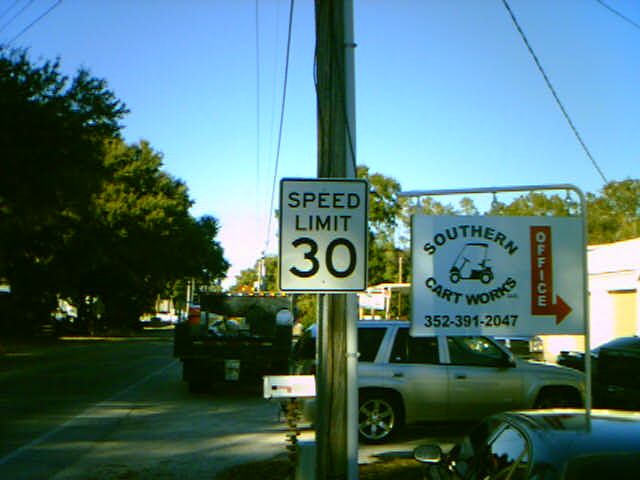 SPEED
LIMIT
30
SOUTHERN
CART WORKS
352-391-2047
OFFICE